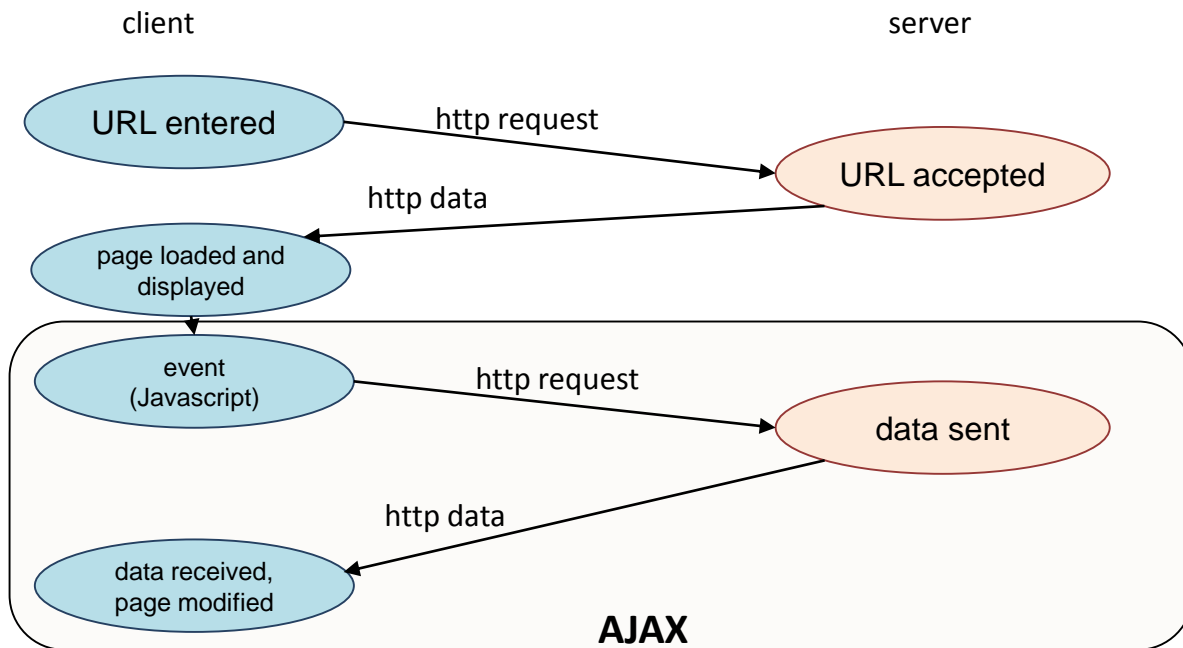 client
server
URL entered
http request
URL accepted
http data
page loaded and
displayed
event
(Javascript)
http request
data sent
http data
data received,
page modified
AJAX